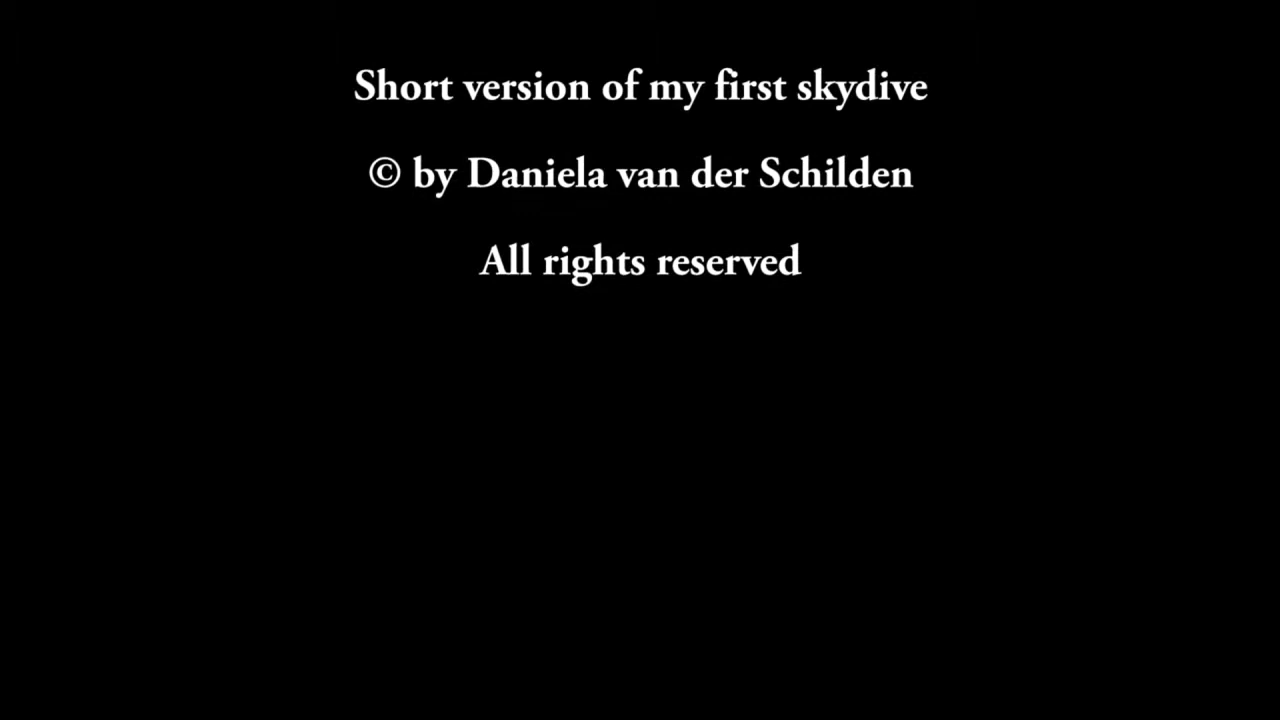 Short version of my first skydive
© by Daniela van der Schilden
All rights reserved